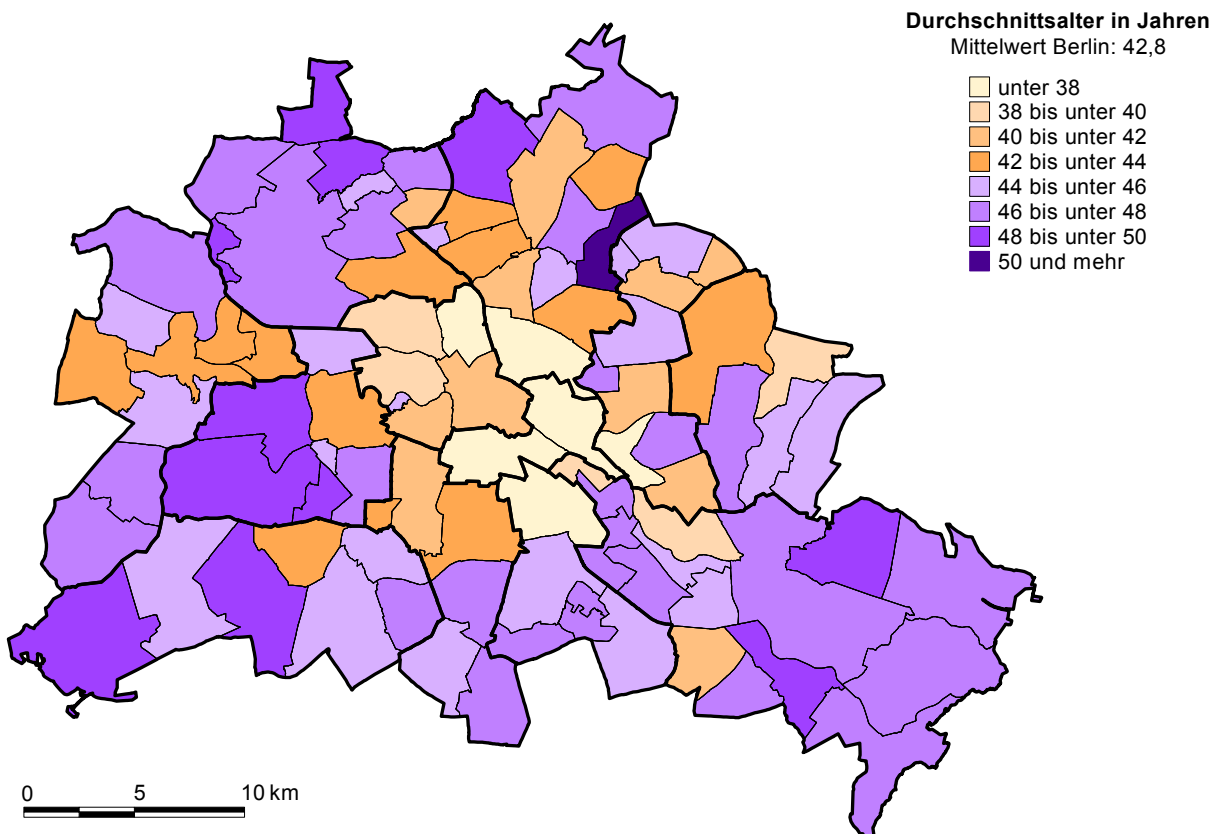 Durchschnittsalter in Jahren
Mittelwert Berlin: 42,8
unter 38
38 bis unter 40
40 bis unter 42
42 bis unter 44
44 bis unter 46
46 bis unter 48
48 bis unter 50
50 und mehr
0 5 10 km